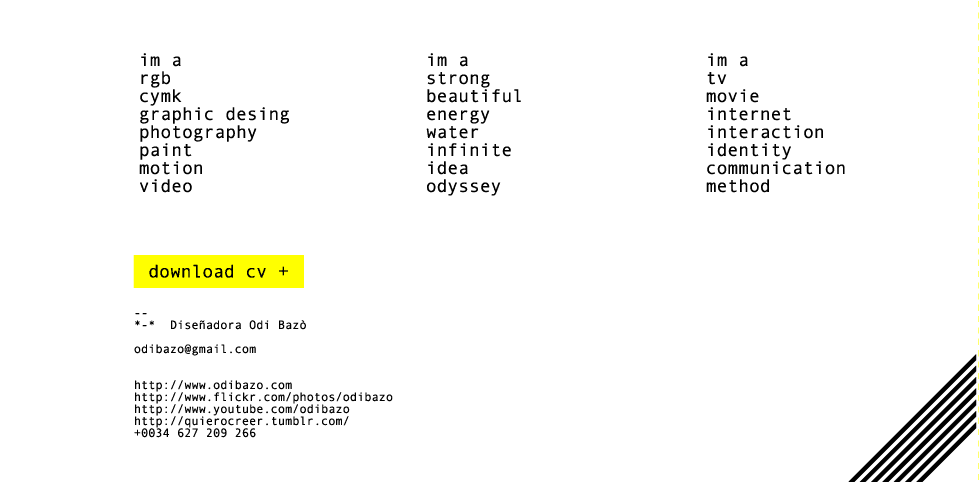 im a
rgb
cymk
graphic desing
photography
paint
motion
video
im a
strong
beautiful
energy
water
infinite
idea
odyssey
im a
tv
movie
internet
interaction
identity
communication
method
download cv +
--
*-* Diseñadora Odi Bazò
odibazo@gmail.com
http://www.odibazo.com
http://www.flickr.com/photos/odibazo
http://www.youtube.com/odibazo
http://quierocreer.tumblr.com/
+0034 627 209 266